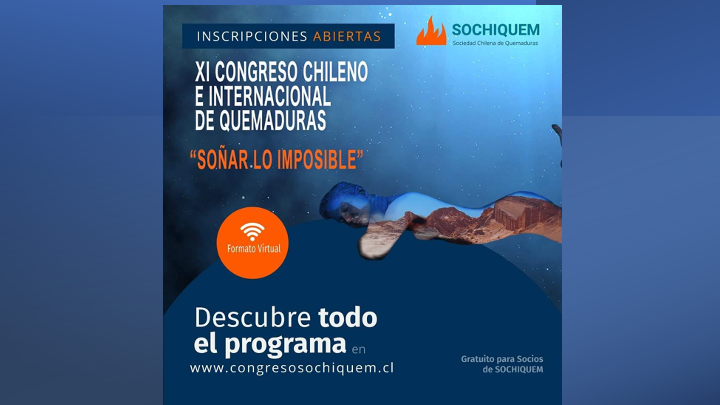 INSCRIPCIONES ABIERTAS
SOCHIQUEM
Sociedad Chilena de Quemaduras
XI CONGRESO CHILENO
E INTERNACIONAL
DE QUEMADURAS
“SOÑAR LO IMPOSIBLE”
Formato Virtual
Descubre todo
el programa en
www.congresosochiquem.cl
Gratuito para Socios
de SOCHIQUEM